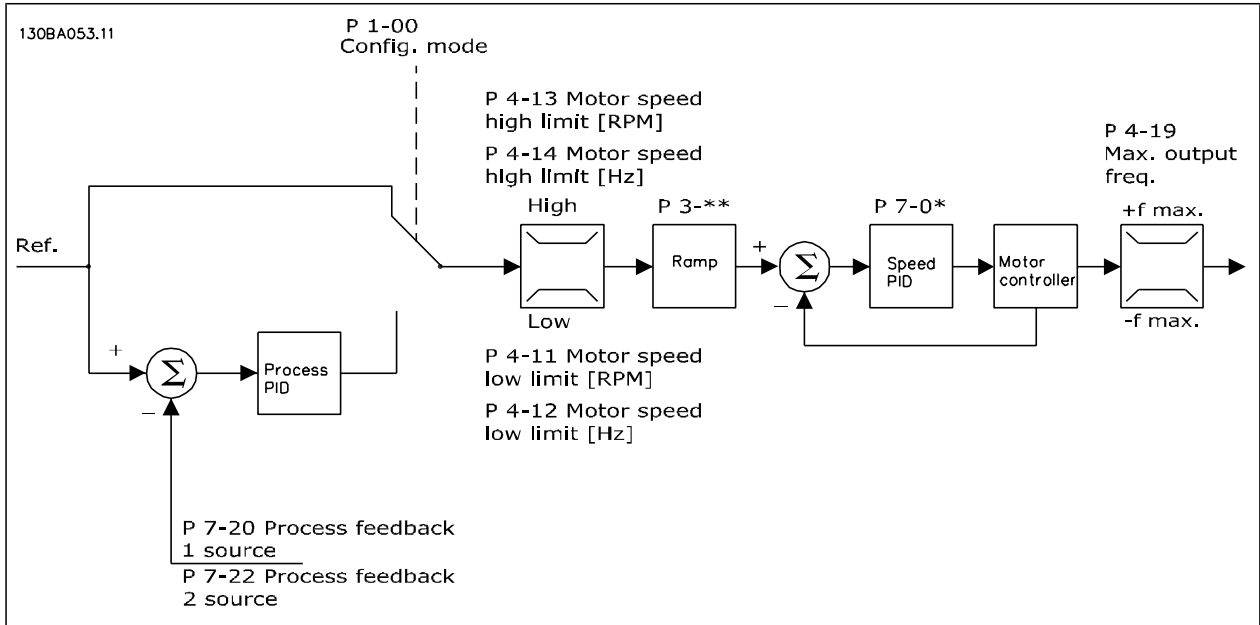 130BA053.11
P 1-00
Config. mode
P 4-13 Motor speed
high limit [RPM]
P 4-14 Motor speed
high limit [Hz]
P 4-19
Max. output
freq.
High
P 3-**
P 7-0*
+f max.
Ref.
+
Ramp
Σ
Speed
PID
Motor
controller
−
Low
-f max.
+
Σ
Process
PID
−
P 4-11 Motor speed
low limit [RPM]
P 4-12 Motor speed
low limit [Hz]
P 7-20 Process feedback
1 source
P 7-22 Process feedback
2 source